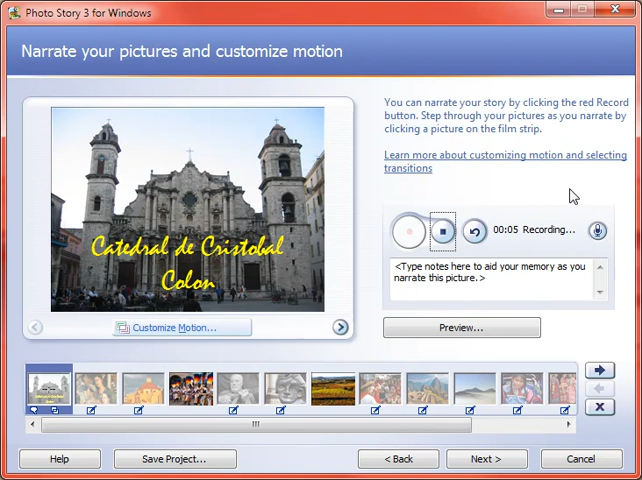 Photo Story 3 for Windows
Narrate your pictures and customize motion
You can narrate your story by clicking the red Record
button. Step through your pictures as you narrate by
clicking a picture on the film strip.
Learn more about customizing motion and selecting
transitions
Catedral de Cristobal
Colon
00:05 Recording...
<Type notes here to aid your memory as you
narrate this picture.>
Customize Motion...
Preview...
Help
Save Project...
< Back
Next >
Cancel